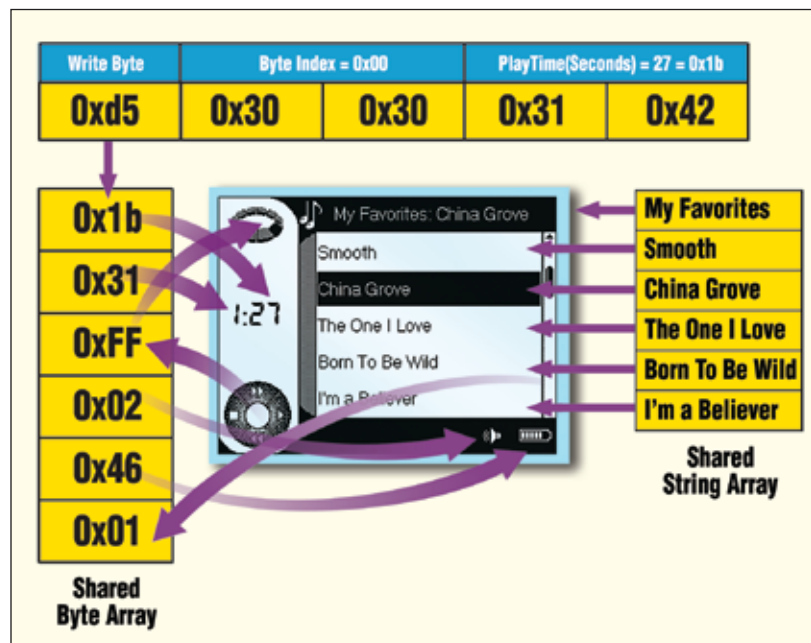 Write Byte Byte Index = 0x00 PlayTime(Seconds) = 27 = 0x1b
0xd5 0x30 0x30 0x31 0x42
0x1b
0x31
0xFF
0x02
0x46
0x01
Shared
Byte Array
My Favorites: China Grove
Smooth
China Grove
The One I Love
Born To Be Wild
I'm a Believer
1:27
My Favorites
Smooth
China Grove
The One I Love
Born To Be Wild
I'm a Believer
Shared
String Array